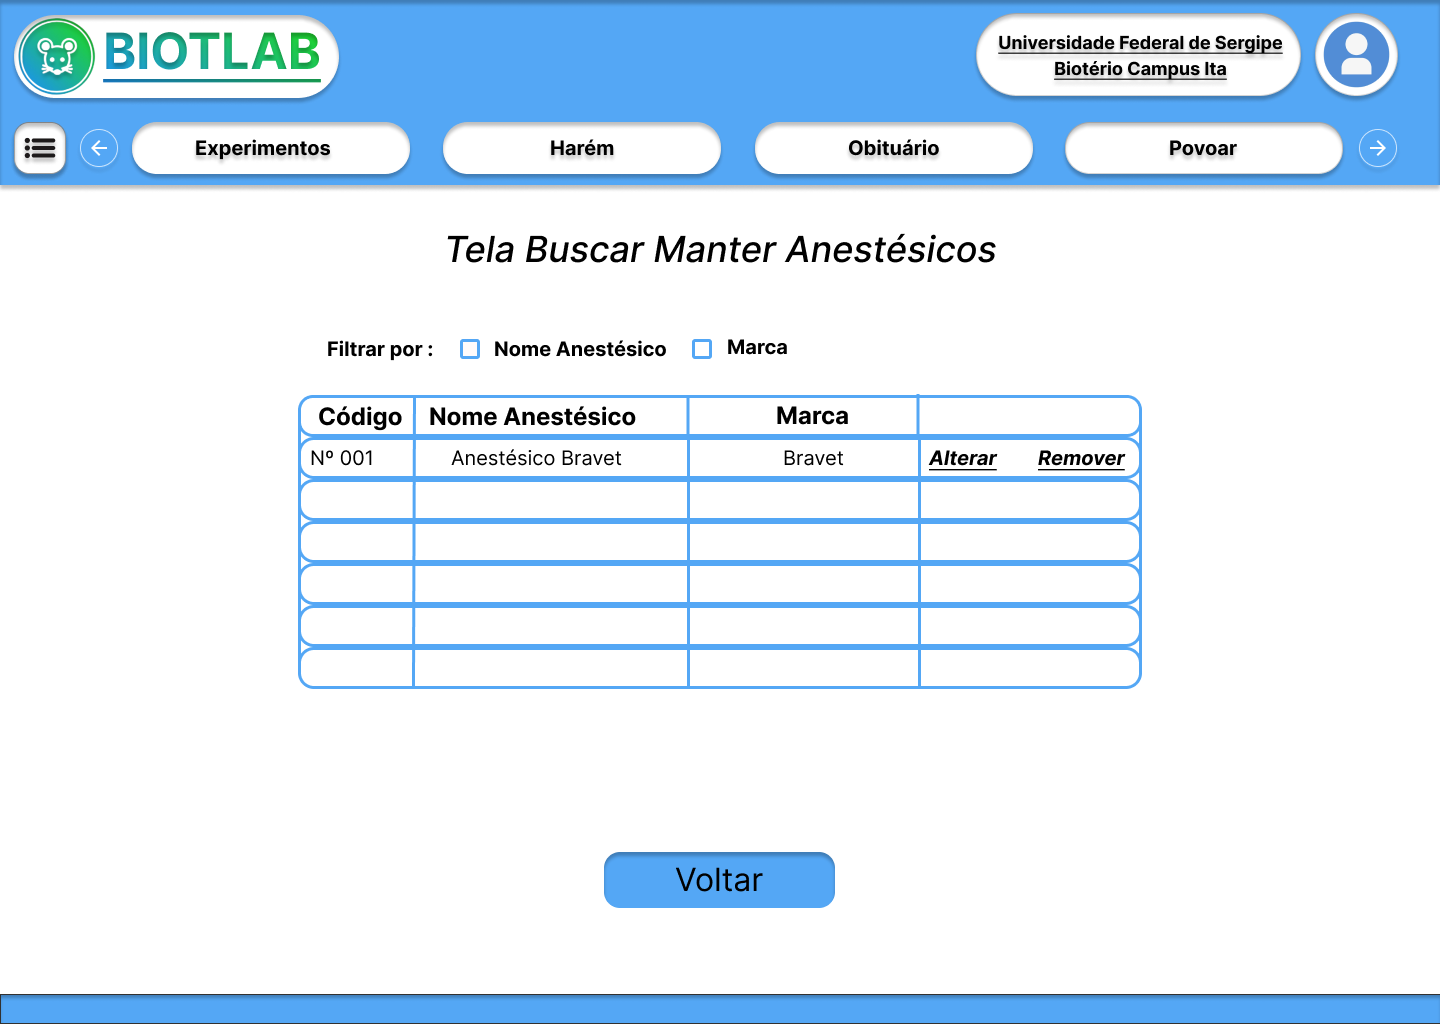 BIOTLAB
Universidade Federal de Sergipe
Biotério Campus Ita
Experimentos
Harém
Obituário
Povoar
Tela Buscar Manter Anestésicos
Filtrar por :
Nome Anestésico
Marca
Código
Nome Anestésico
Marca
Nº 001
Anestésico Bravet
Bravet
Alterar
Remover
Voltar